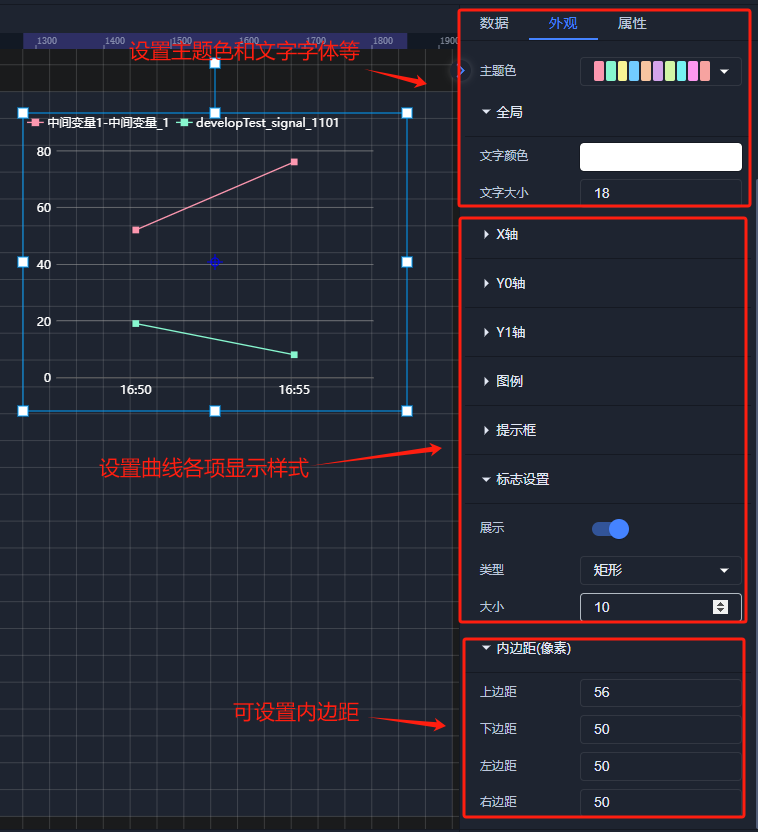 1300
1400
1500
1600
1700
1800
1900
设置主题色和文字字体等
中间变量1-中间变量_1
developTest_signal_1101
80
60
40
20
0
16:50
16:55
设置曲线各项显示样式
可设置内边距
数据
外观
属性
主题色
全局
文字颜色
文字大小
18
X轴
Y0轴
Y1轴
图例
提示框
标志设置
展示
类型
矩形
大小
10
内边距(像素)
上边距
56
下边距
50
左边距
50
右边距
50